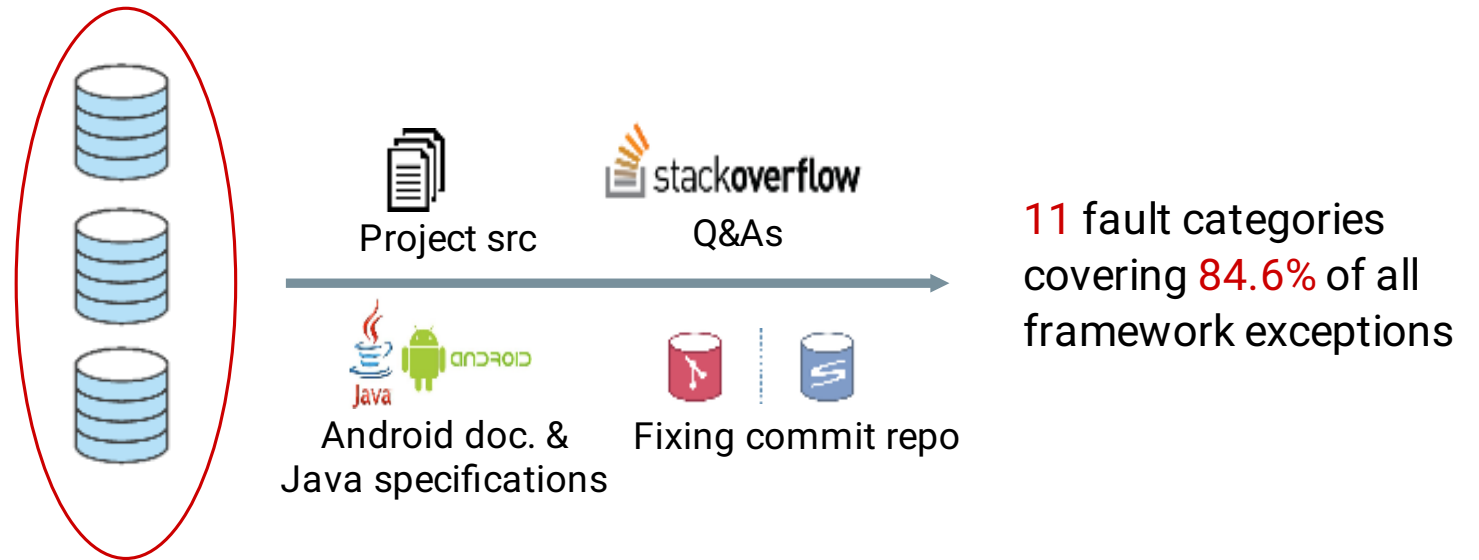 stackoverflow
Project src
Q&As
Java
ANDROID
Android doc. &
Java specifications
Fixing commit repo
11 fault categories
covering 84.6% of all
framework exceptions